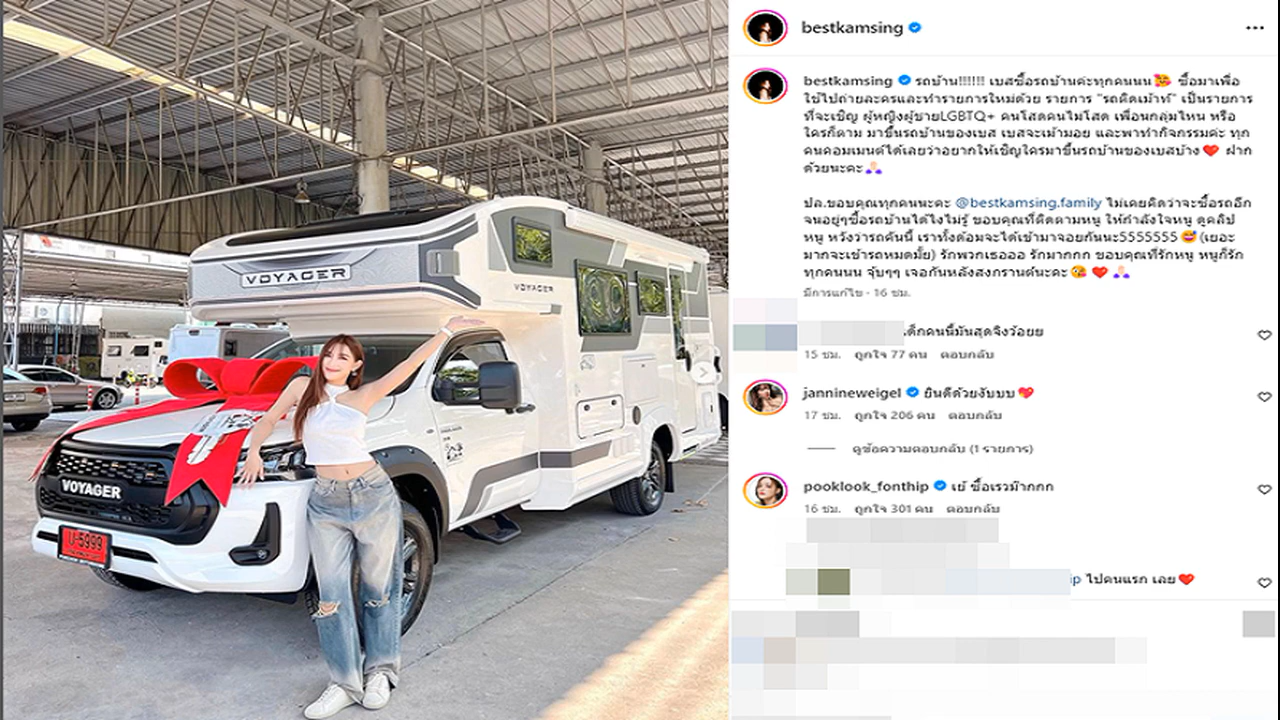 VOYAGER
VOYAGER
VOYAGER
U-5999
bestkamsing
bestkamsing รถบ้าน!!!!!! เบสซื้อรถบ้านค่ะทุกคนนน🥰 ซื้อมาเพื่อ
ใช้ไปถ่ายละครและทำรายการใหม่ด้วย รายการ "รถติดเม้าท์" เป็นรายการ
ที่จะเชิญ ผู้หญิงผู้ชายLGBTQ+ คนโสดคนไม่โสด เพื่อนกลุ่มไหน หรือ
ใครก็ตาม มาขึ้นรถบ้านของเบส เบสจะเม้ามอย และพาทำกิจกรรมค่ะ ทุก
คนคอมเมนต์ได้เลยว่าอยากให้เชิญใครมาขึ้นรถบ้านของเบสบ้าง❤️ ฝาก
ด้วยนะคะ🙏🏻
ปล.ขอบคุณทุกคนนะคะ @bestkamsing.family ไม่เคยคิดว่าจะซื้อรถอีก
จนอยู่ๆซื้อรถบ้านได้ไงไม่รู้ ขอบคุณที่ติดตามหนู ให้กำลังใจหนู ดูคลิป
หนู หวังว่ารถคันนี้ เราทั้งด้อมจะได้เข้ามาจอยกันนะ5555555😅(เยอะ
มากจะเข้ารถหมดมั้ย) รักพวกเธอออ รักมากกก ขอบคุณที่รักหนู หนูก็รัก
ทุกคนนน จุ๊บๆๆ เจอกันหลังสงกรานต์นะคะ😘 ❤️ 🙏🏻
มีการแก้ไข · 16 ชม.
เด็กคนนี้มันสุดจิงว้อยย
15 ชม. ถูกใจ 77 คน ตอบกลับ
jannineweigel ยินดีด้วยงับบบ💖
17 ชม. ถูกใจ 206 คน ตอบกลับ
ดูข้อความตอบกลับ (1 รายการ)
pooklook_fonthip เย้ ซื้อเรวม๊ากกก
16 ชม. ถูกใจ 301 คน ตอบกลับ
ip ไปคนแรก เลย❤️